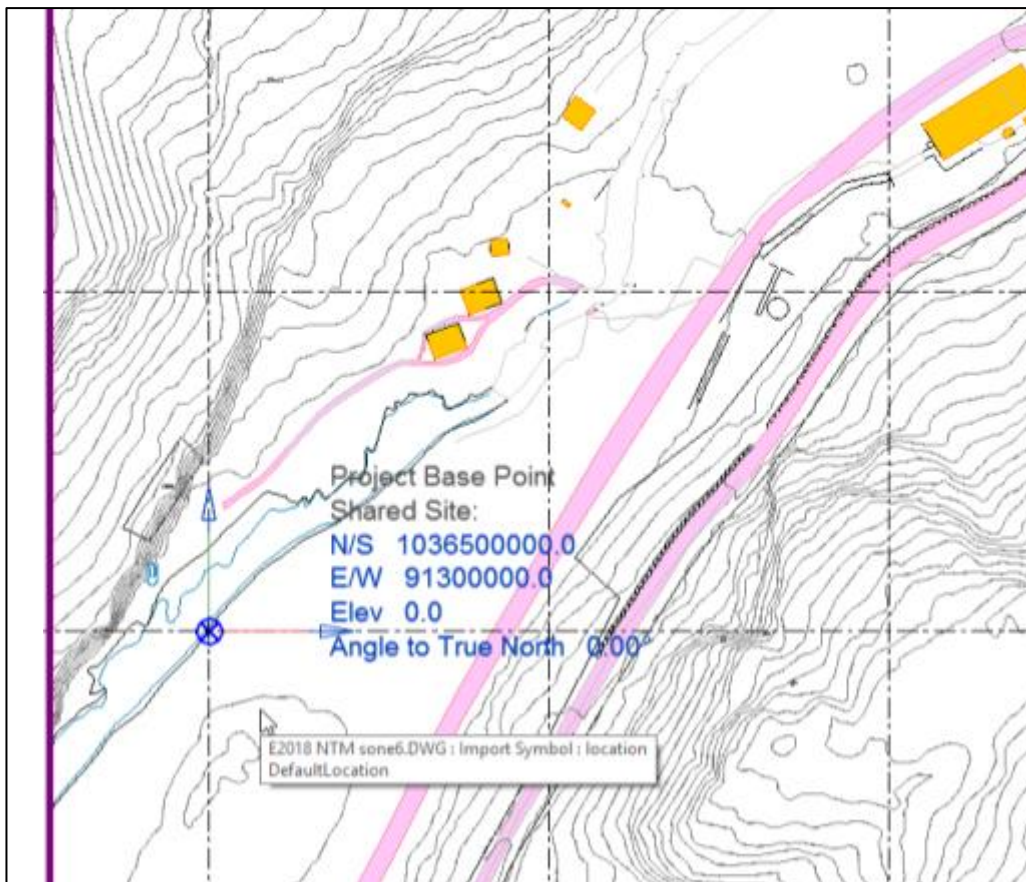 Project Base Point
Shared Site:
N/S 1036500000.0
E/W 91300000.0
Elev 0.0
Angle to True North 0.00°
E2018 NTM sone6.DWG : Import Symbol : location
DefaultLocation